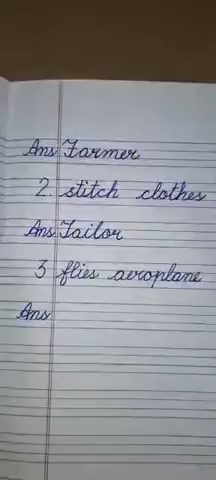 Ans Farmer
2. stitch clothes
Ans Tailor
3 flies aeroplane
Ans